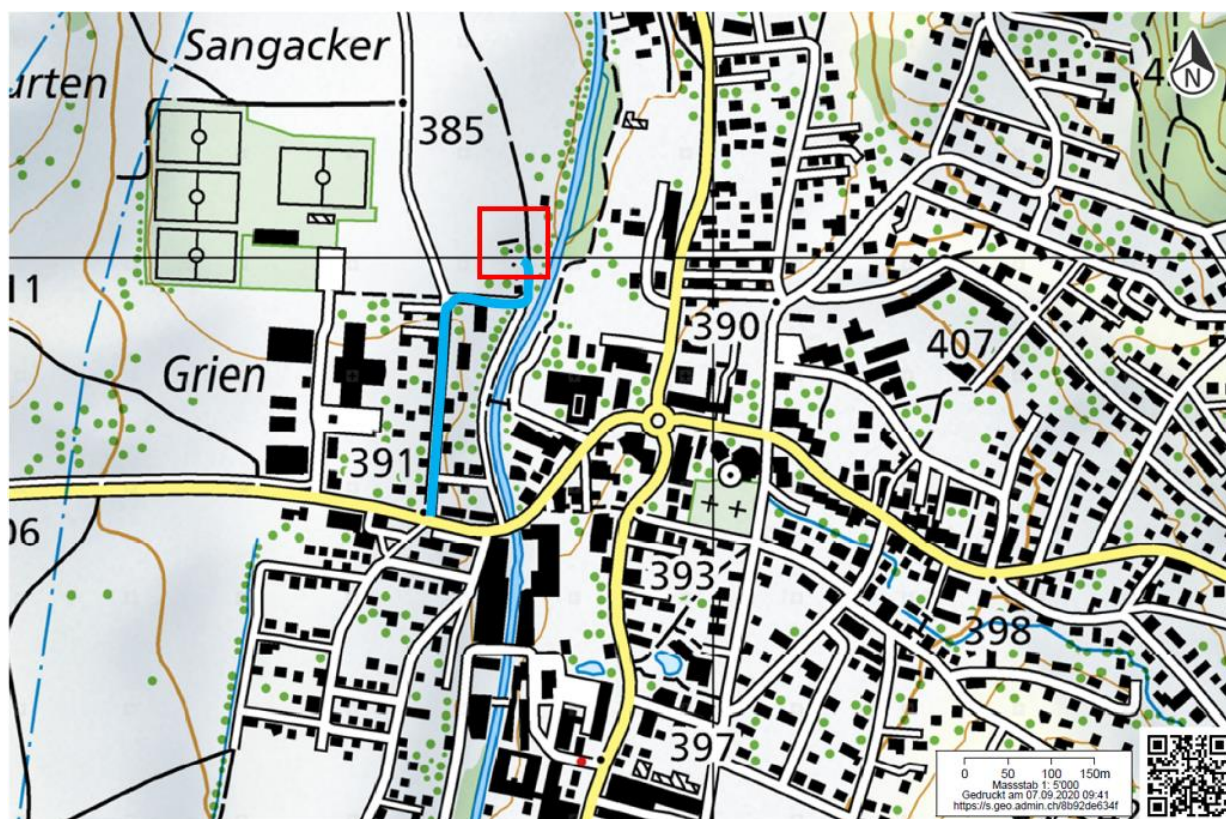 Sangacker
urten
385
N
11
Grien
390
407
391
06
393
398
397
0 50 100 150m
Massstab 1: 5'000
Gedruckt am 07.09.2020 09:41
https://s.geo.admin.ch/8b92de634f